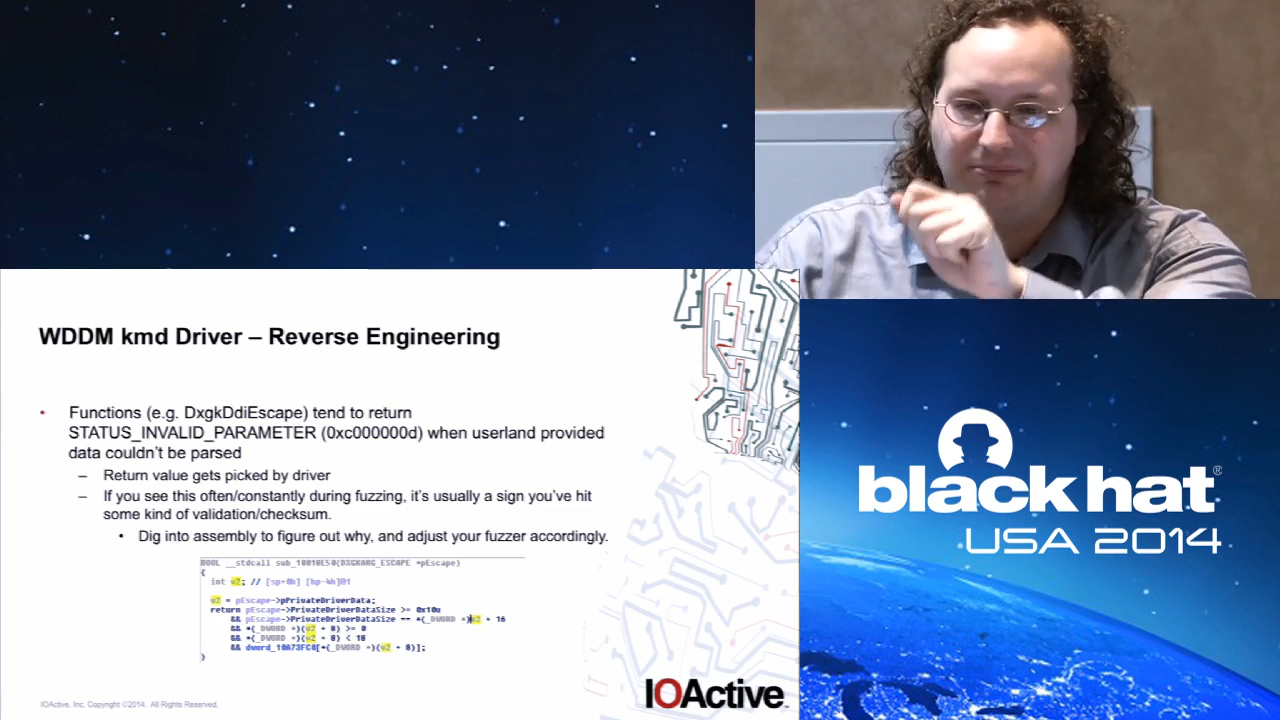 WDDM kmd Driver – Reverse Engineering
• Functions (e.g. DxgkDdiEscape) tend to return
STATUS_INVALID_PARAMETER (0xc000000d) when userland provided
data couldn't be parsed
– Return value gets picked by driver
– If you see this often/constantly during fuzzing, it's usually a sign you've hit
some kind of validation/checksum.
• Dig into assembly to figure out why, and adjust your fuzzer accordingly.
BOOL __stdcall sub_10018E50(DXGKARG_ESCAPE *pEscape)
{
int v2; // [sp+0h] [bp-4h]@1
v2 = pEscape->pPrivateDriverData;
return pEscape->PrivateDriverDataSize >= 0x10u
&& pEscape->PrivateDriverDataSize == *(_DWORD *)v2 + 16
&& *(_DWORD *)(v2 + 8) >= 0
&& *(_DWORD *)(v2 + 8) < 18
&& dword_10A73FC0[*(_DWORD *)(v2 + 8)];
}
IOActive, Inc. Copyright ©2014. All Rights Reserved.
IOActive
black hat®
USA 2014